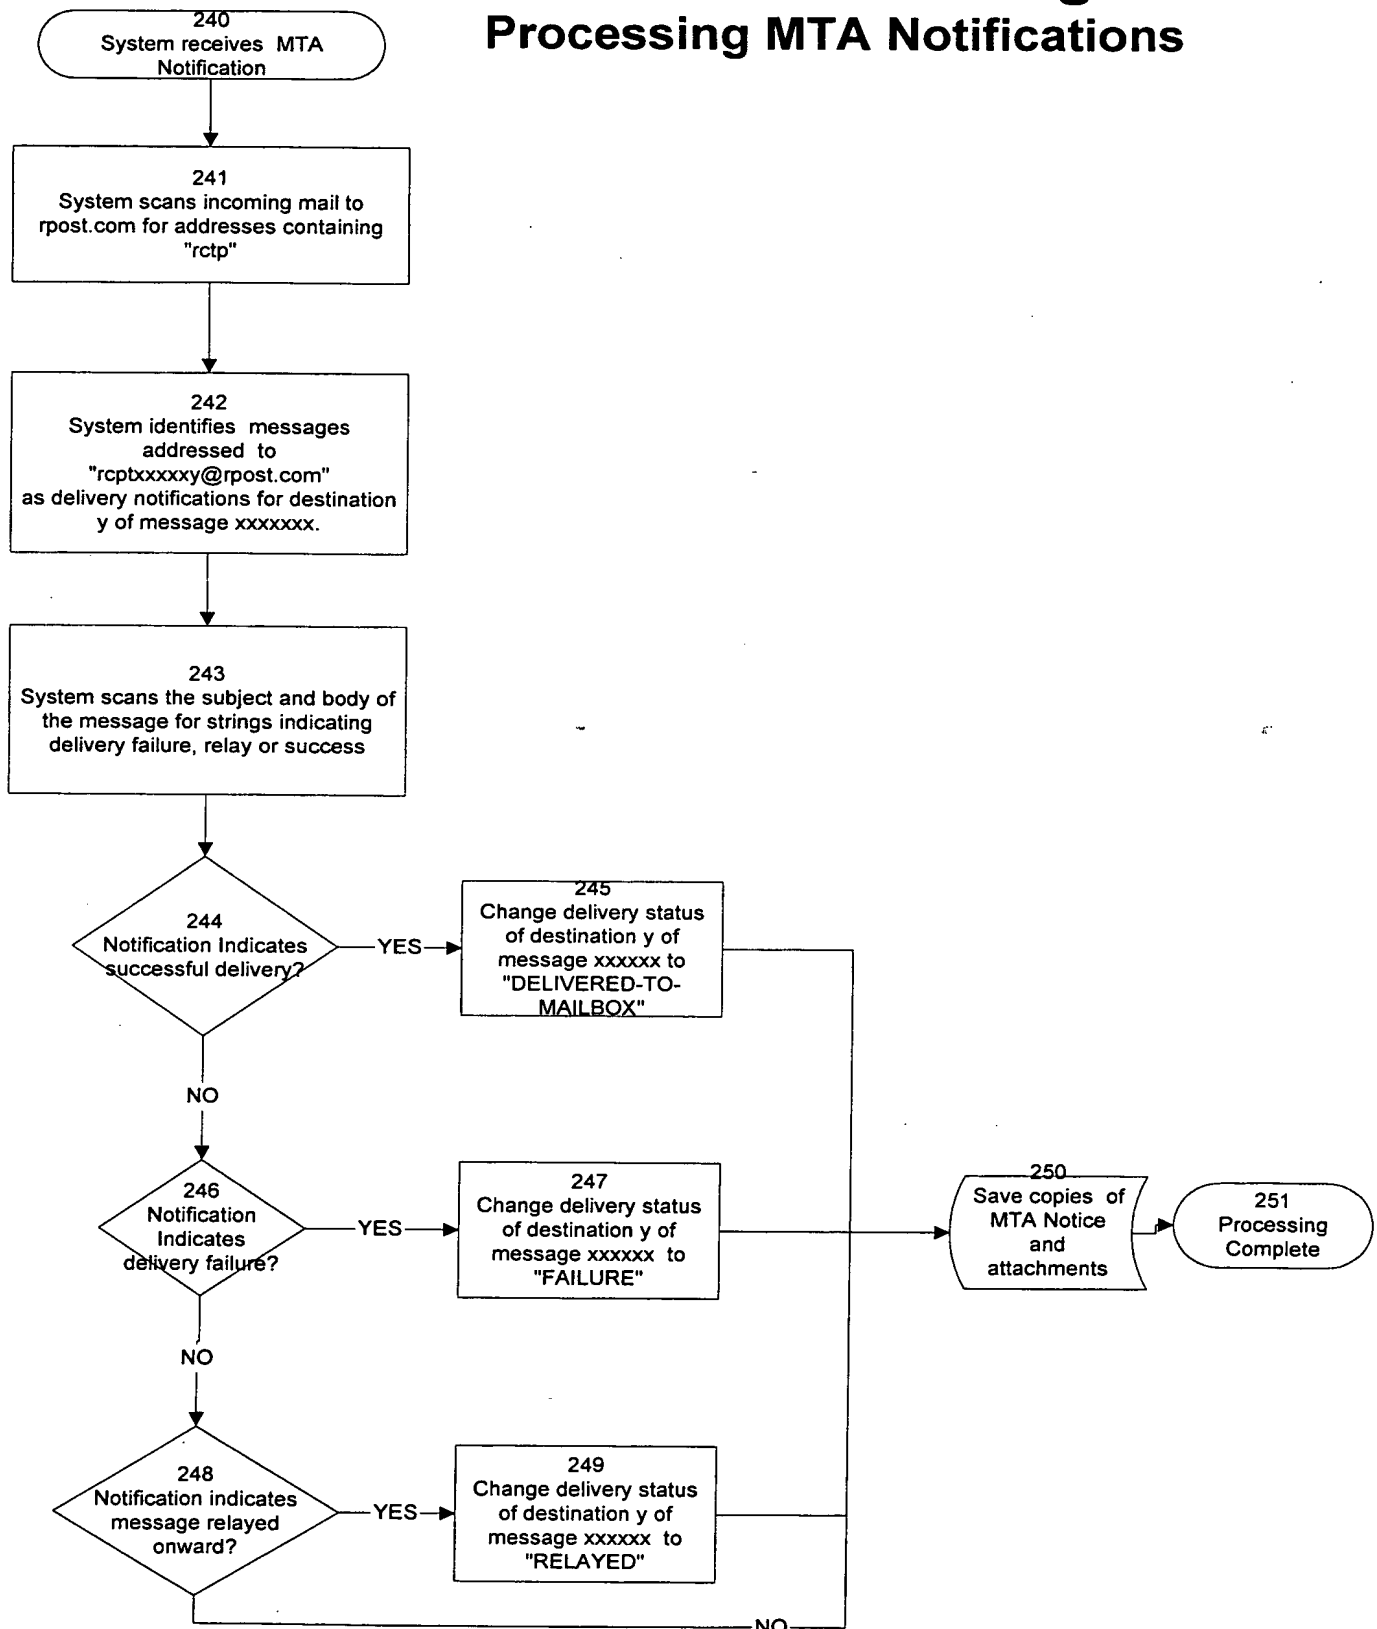 Processing MTA Notifications
240
System receives MTA
Notification
241
System scans incoming mail to
rpost.com for addresses containing
"rctp"
242
System identifies messages
addressed to
"rcptxxxxxy@rpost.com"
as delivery notifications for destination
y of message xxxxxxx.
243
System scans the subject and body of
the message for strings indicating
delivery failure, relay or success
244
Notification Indicates
successful delivery?
YES
245
Change delivery status
of destination y of
message xxxxxx to
"DELIVERED-TO-
MAILBOX"
NO
246
Notification
Indicates
delivery failure?
YES
247
Change delivery status
of destination y of
message xxxxxx to
"FAILURE"
250
Save copies of
MTA Notice
and
attachments
251
Processing
Complete
NO
248
Notification indicates
message relayed
onward?
YES
249
Change delivery status
of destination y of
message xxxxxx to
"RELAYED"
NO